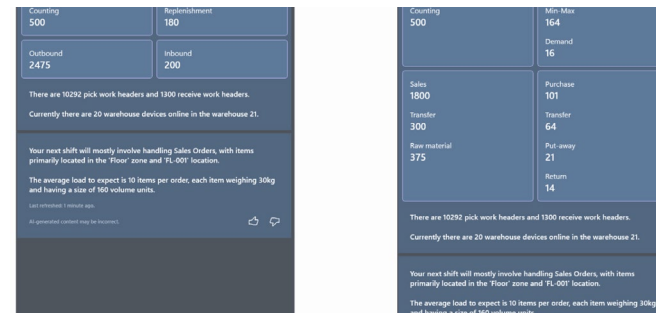 Counting
500
Replenishment
180
Outbound
2475
Inbound
200
There are 10292 pick work headers and 1300 receive work headers.
Currently there are 20 warehouse devices online in the warehouse 21.
Your next shift will mostly involve handling Sales Orders, with items
primarily located in the 'Floor' zone and 'FL-001' location.
The average load to expect is 10 items per order, each item weighing 30kg
and having a size of 160 volume units.
Last refreshed: 1 minute ago.
AI-generated content may be incorrect.
Counting
500
Min-Max
164
Demand
16
Sales
1800
Transfer
300
Raw material
375
Purchase
101
Transfer
64
Put-away
21
Return
14
There are 10292 pick work headers and 1300 receive work headers.
Currently there are 20 warehouse devices online in the warehouse 21.
Your next shift will mostly involve handling Sales Orders, with items
primarily located in the 'Floor' zone and 'FL-001' location.
The average load to expect is 10 items per order, each item weighing 30kg
and having a size of 160 volume units.